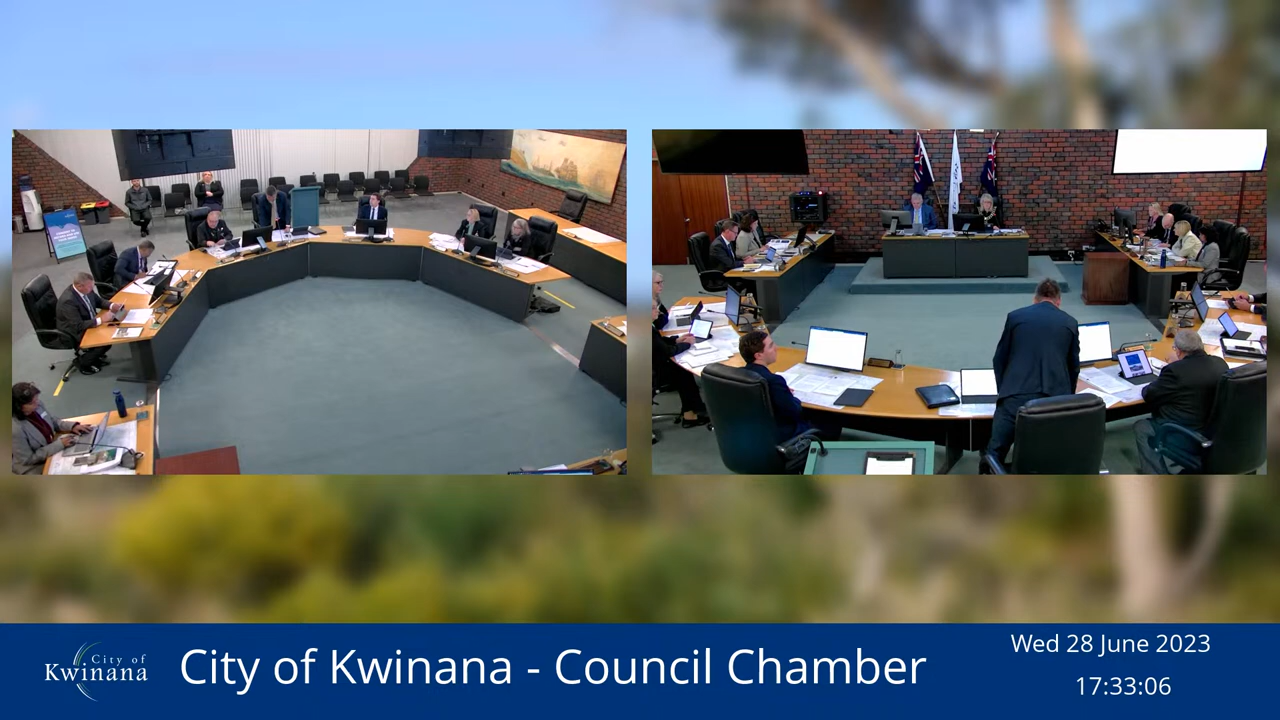 City of
Kwinana
City of Kwinana - Council Chamber
Wed 28 June 2023
17:33:06